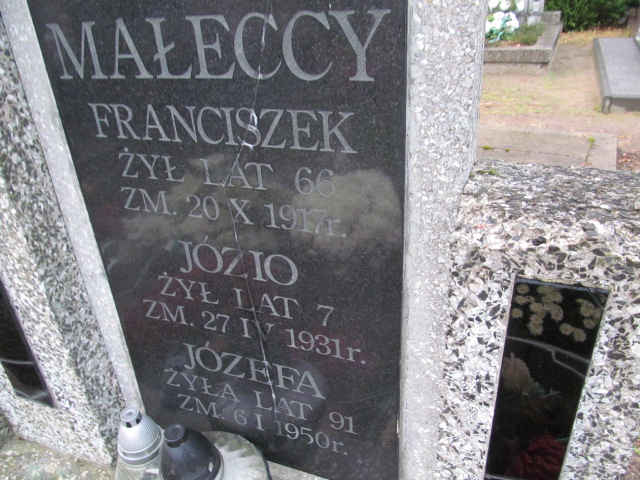 MAŁECCY
FRANCISZEK
ŻYŁ LAT 66
ZM. 20 X 1917r.
JÓZIO
ŻYŁ LAT 7
ZM. 27 IV 1931r.
JÓZEFA
ŻYŁA LAT 91
ZM. 6 I 1950r.